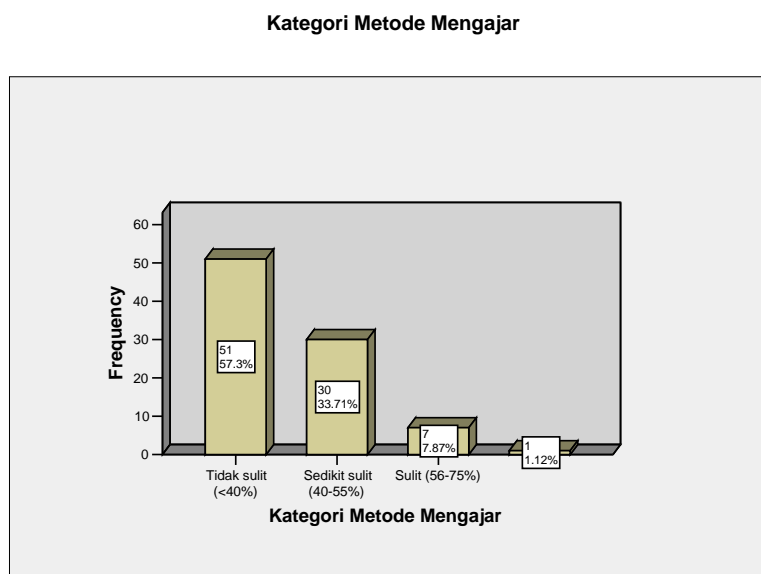 Kategori Metode Mengajar
60
50
40
30
20
10
0
Frequency
51
57.3%
30
33.71%
7
7.87%
1
1.12%
Tidak sulit
(<40%)
Sedikit sulit
(40-55%)
Sulit (56-75%)
Kategori Metode Mengajar